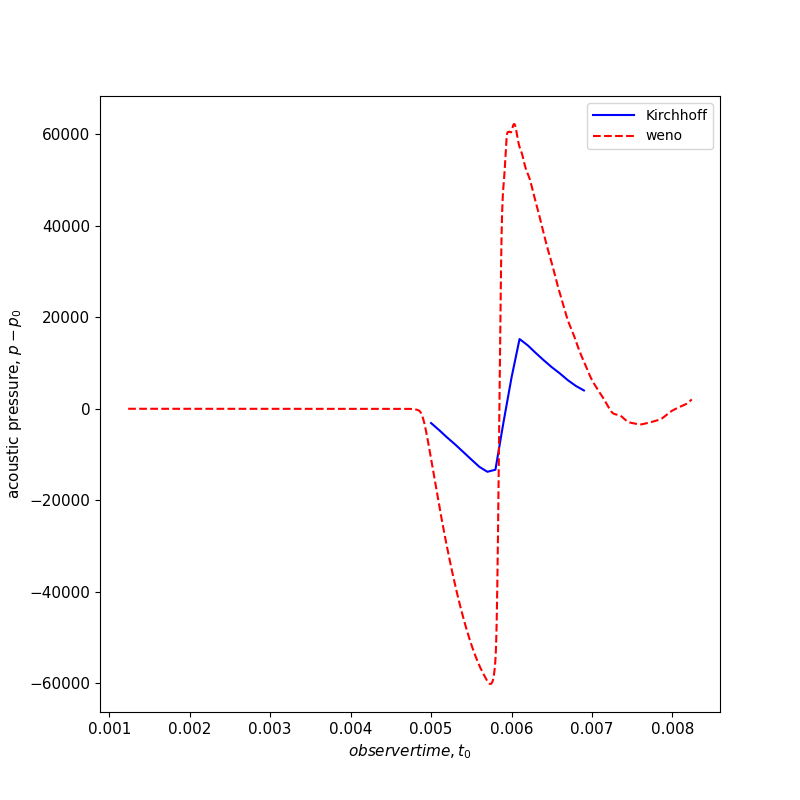 Kirchhoff
weno
60000
40000
20000
0
−20000
−40000
−60000
acoustic pressure, p − p₀
0.001 0.002 0.003 0.004 0.005 0.006 0.007 0.008
observertime, t₀